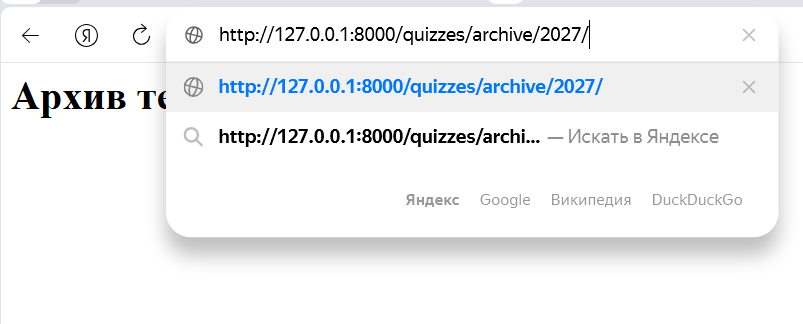 Я
http://127.0.0.1:8000/quizzes/archive/2027/
http://127.0.0.1:8000/quizzes/archive/2027/
Архив те
http://127.0.0.1:8000/quizzes/archi... — Искать в Яндексе
Яндекс Google Википедия DuckDuckGo